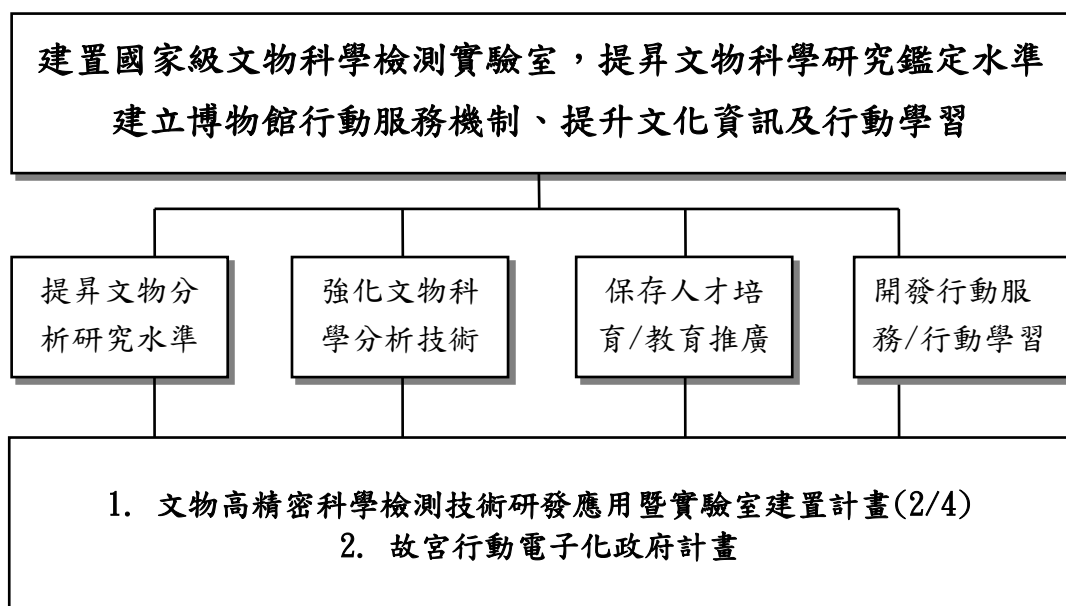 建置國家級文物科學檢測實驗室，提昇文物科學研究鑑定水準
建立博物館行動服務機制、提升文化資訊及行動學習
提昇文物分
析研究水準
強化文物科
學分析技術
保存人才培
育/教育推廣
開發行動服
務/行動學習
1. 文物高精密科學檢測技術研發應用暨實驗室建置計畫(2/4)
2. 故宮行動電子化政府計畫